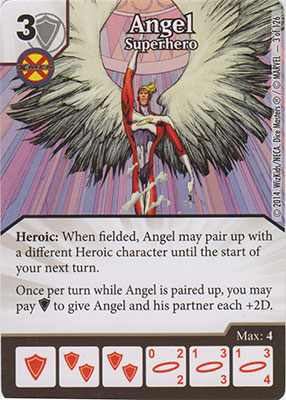 3
Angel
Superhero
Heroic: When fielded, Angel may pair up with
a different Heroic character until the start of
your next turn.
Once per turn while Angel is paired up, you may
pay to give Angel and his partner each +2D.
Max: 4
0 2 1 3 1 3
2 4 4
© 2014 WizKids/NECA, Dice Masters ® / © MARVEL — 3 of 126